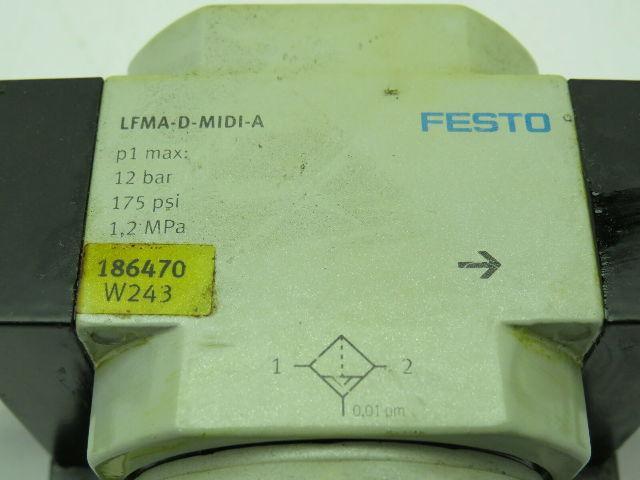 LFMA-D-MIDI-A
FESTO
p1 max:
12 bar
175 psi
1,2 MPa
186470
W243
1 2
0,01 µm